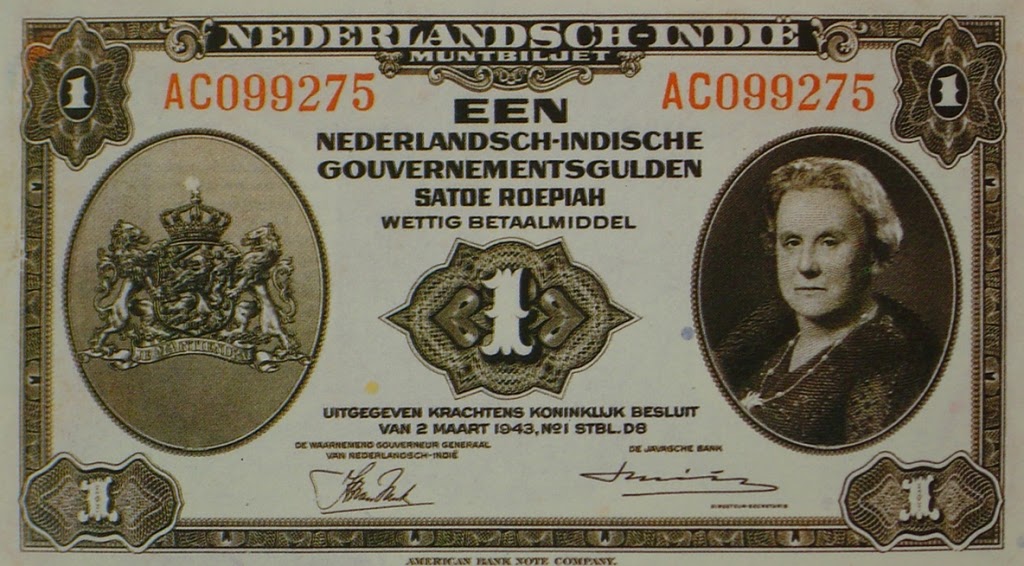 NEDERLANDSCH-INDIË
MUNTBILJET
1
1
AC099275
AC099275
EEN
NEDERLANDSCH-INDISCHE
GOUVERNEMENTSGULDEN
SATOE ROEPIAH
WETTIG BETAALMIDDEL
1
UITGEGEVEN KRACHTENS KONINKLIJK BESLUIT
VAN 2 MAART 1943, No1 STBL. D8
DE WAARNEMEND GOUVERNEUR GENERAAL
VAN NEDERLANDSCH-INDIË
DE JAVASCHE BANK
DIRECTEUR-SECRETARIS
1
1
AMERICAN BANK NOTE COMPANY.